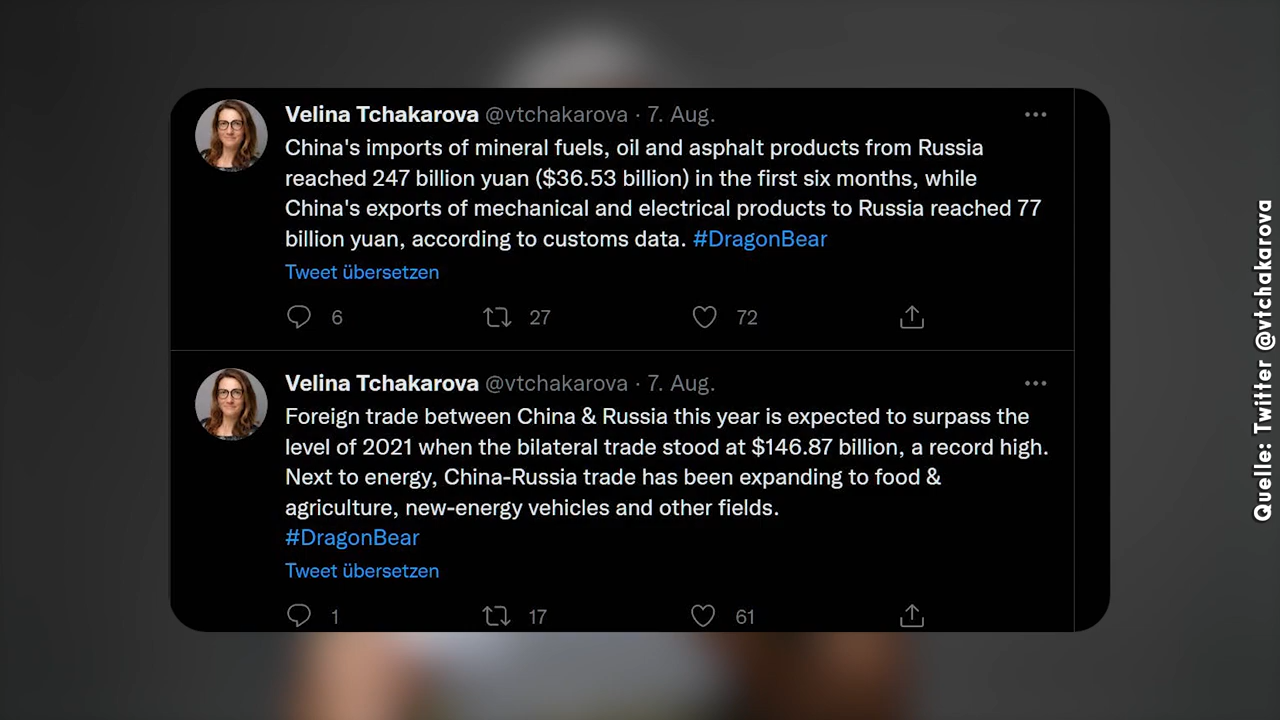 Velina Tchakarova @vtchakarova · 7. Aug.
China's imports of mineral fuels, oil and asphalt products from Russia
reached 247 billion yuan ($36.53 billion) in the first six months, while
China's exports of mechanical and electrical products to Russia reached 77
billion yuan, according to customs data. #DragonBear
Tweet übersetzen
6 27 72
Velina Tchakarova @vtchakarova · 7. Aug.
Foreign trade between China & Russia this year is expected to surpass the
level of 2021 when the bilateral trade stood at $146.87 billion, a record high.
Next to energy, China-Russia trade has been expanding to food &
agriculture, new-energy vehicles and other fields.
#DragonBear
Tweet übersetzen
1 17 61
Quelle: Twitter @vtchakarova